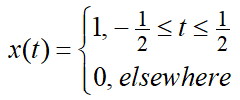 x(t) = { 1, -1/2 ≤ t ≤ 1/2
0, elsewhere